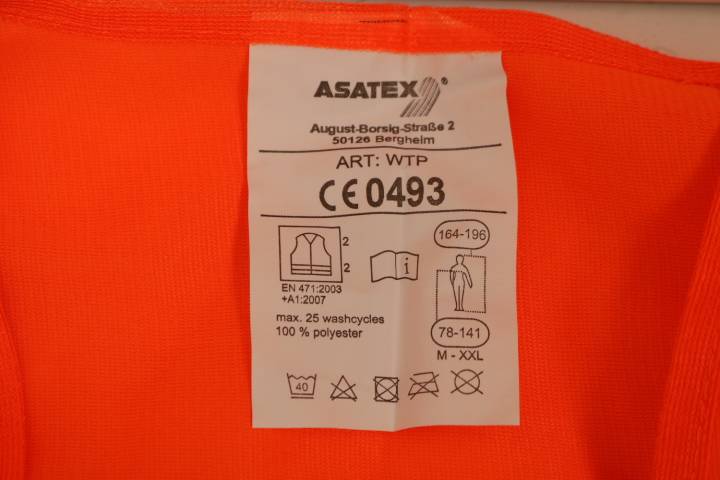 ASATEX®
August-Borsig-Straße 2
50126 Bergheim
ART: WTP
CE 0493
2
2
EN 471:2003
+A1:2007
max. 25 washcycles
100 % polyester
i
164-196
78-141
M - XXL
40